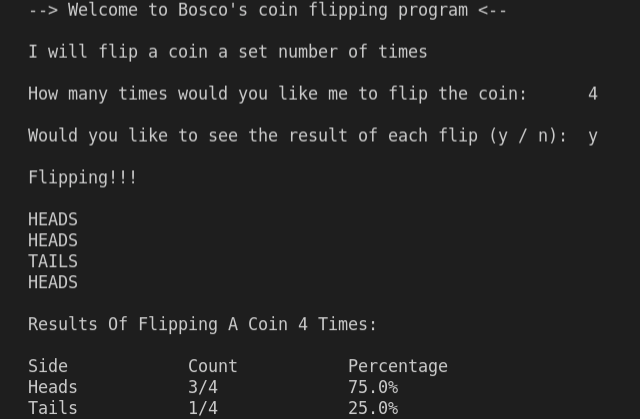 --> Welcome to Bosco's coin flipping program <--
I will flip a coin a set number of times
How many times would you like me to flip the coin: 4
Would you like to see the result of each flip (y / n): y
Flipping!!!
HEADS
HEADS
TAILS
HEADS
Results Of Flipping A Coin 4 Times:
Side Count Percentage
Heads 3/4 75.0%
Tails 1/4 25.0%